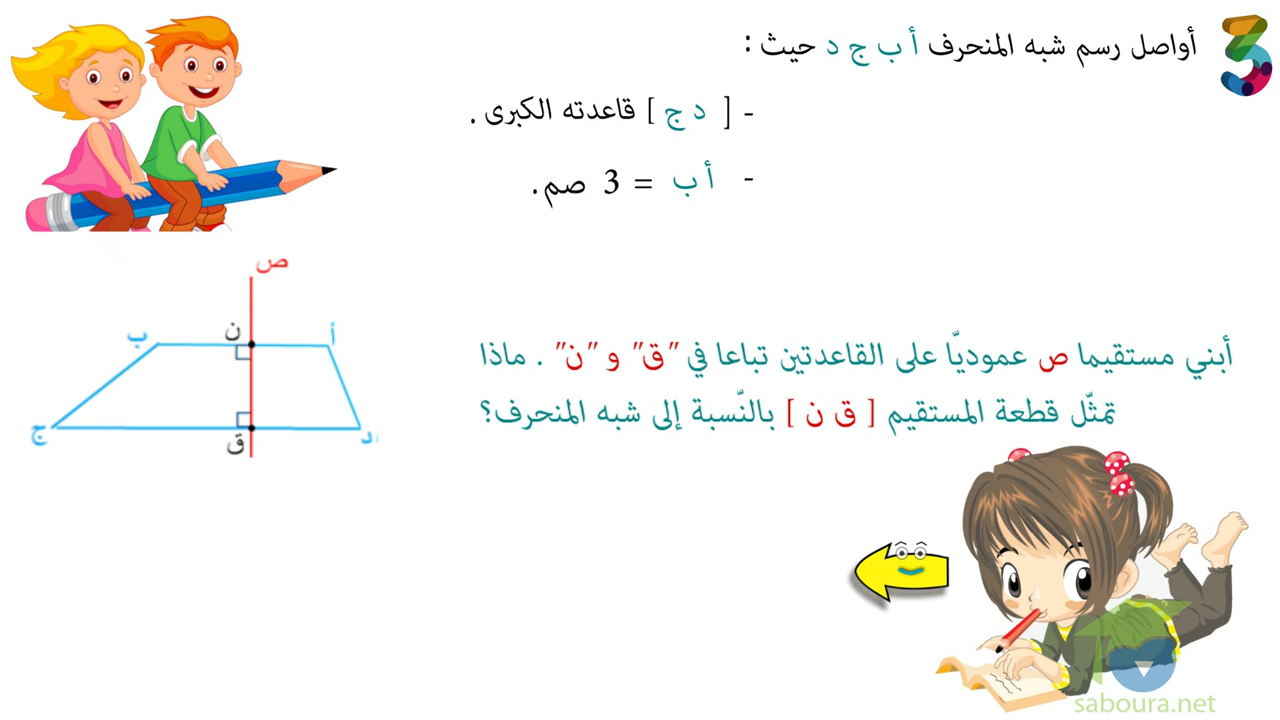 3 أواصل رسم شبه المنحرف أ ب ج د حيث :
- [ د ج ] قاعدته الكبرى .
- أ ب = 3 صم .
ص
ب ن أ
ج ق د
أبني مستقيما ص عموديّا على القاعدتين تباعا في "ق" و "ن" . ماذا
تمثّل قطعة المستقيم [ ق ن ] بالنّسبة إلى شبه المنحرف؟
saboura.net